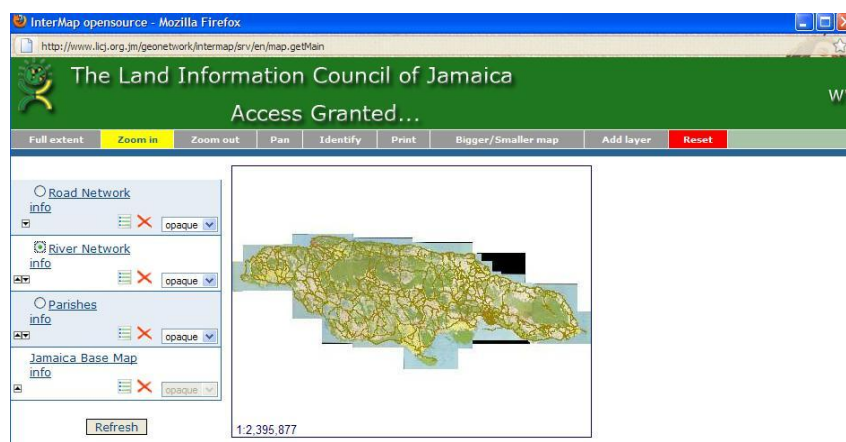 InterMap opensource - Mozilla Firefox
http://www.licj.org.jm/geonetwork/intermap/srv/en/map.getMain
The Land Information Council of Jamaica
Access Granted...
Full extent Zoom in Zoom out Pan Identify Print Bigger/Smaller map Add layer Reset
Road Network
info
opaque
River Network
info
opaque
Parishes
info
opaque
Jamaica Base Map
info
opaque
Refresh
1:2,395,877